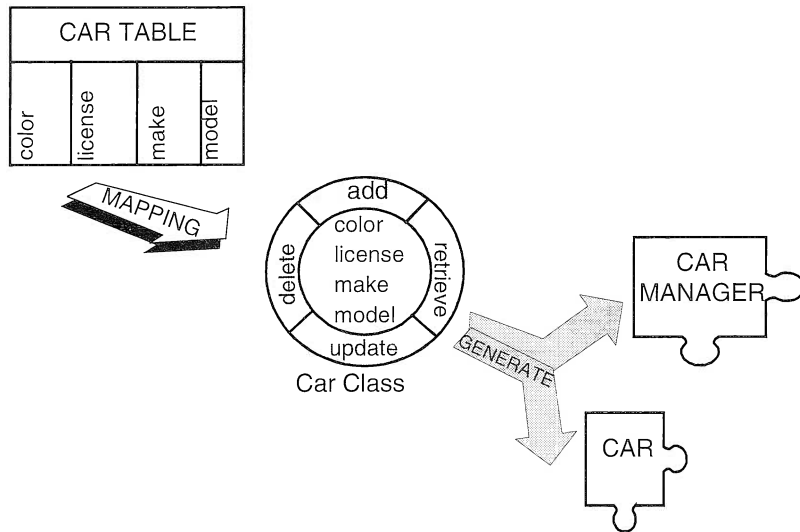 CAR TABLE
color
license
make
model
MAPPING
add
delete
color
license
make
model
retrieve
update
Car Class
GENERATE
CAR
MANAGER
CAR